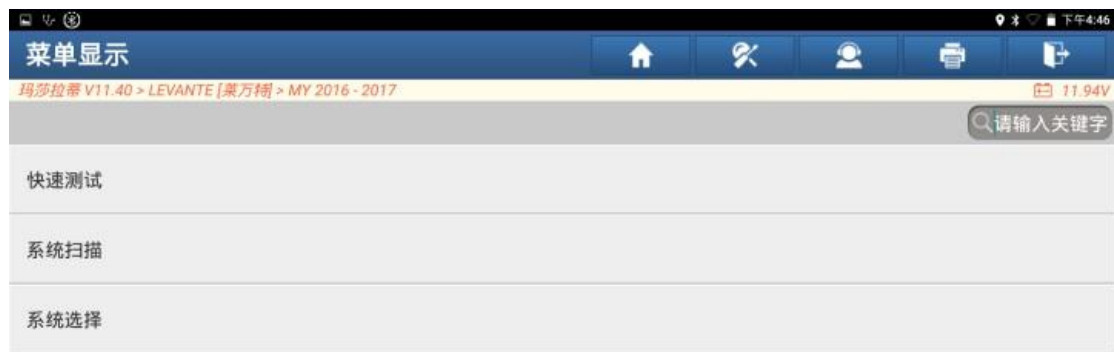 下午4:46
菜单显示
玛莎拉蒂 V11.40 > LEVANTE [莱万特] > MY 2016 - 2017
11.94V
请输入关键字
快速测试
系统扫描
系统选择